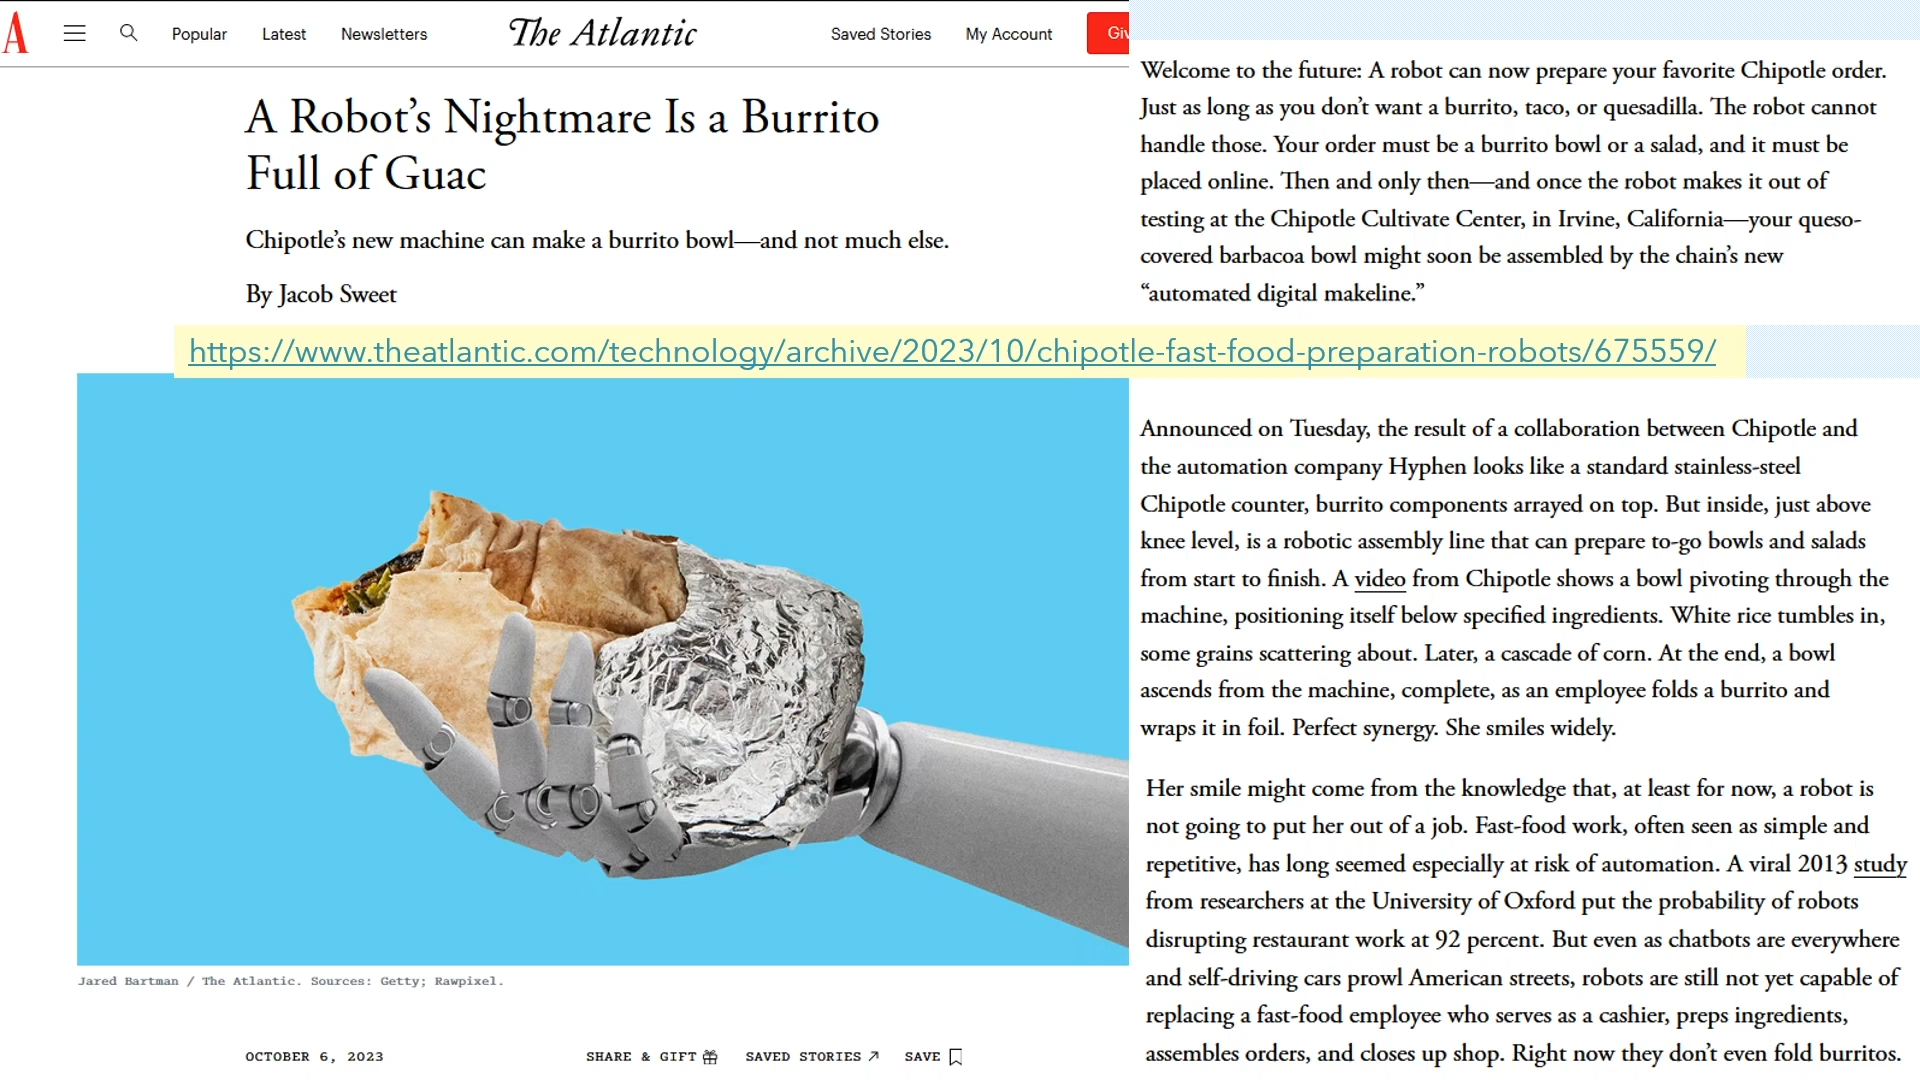 A
Popular
Latest
Newsletters
The Atlantic
Saved Stories
My Account
A Robot’s Nightmare Is a Burrito
Full of Guac
Chipotle’s new machine can make a burrito bowl—and not much else.
By Jacob Sweet
https://www.theatlantic.com/technology/archive/2023/10/chipotle-fast-food-preparation-robots/675559/
Jared Bartman / The Atlantic. Sources: Getty; Rawpixel.
OCTOBER 6, 2023
SHARE & GIFT
SAVED STORIES
SAVE
Welcome to the future: A robot can now prepare your favorite Chipotle order.
Just as long as you don’t want a burrito, taco, or quesadilla. The robot cannot
handle those. Your order must be a burrito bowl or a salad, and it must be
placed online. Then and only then—and once the robot makes it out of
testing at the Chipotle Cultivate Center, in Irvine, California—your queso-
covered barbacoa bowl might soon be assembled by the chain’s new
“automated digital makeline.”
Announced on Tuesday, the result of a collaboration between Chipotle and
the automation company Hyphen looks like a standard stainless-steel
Chipotle counter, burrito components arrayed on top. But inside, just above
knee level, is a robotic assembly line that can prepare to-go bowls and salads
from start to finish. A video from Chipotle shows a bowl pivoting through the
machine, positioning itself below specified ingredients. White rice tumbles in,
some grains scattering about. Later, a cascade of corn. At the end, a bowl
ascends from the machine, complete, as an employee folds a burrito and
wraps it in foil. Perfect synergy. She smiles widely.
Her smile might come from the knowledge that, at least for now, a robot is
not going to put her out of a job. Fast-food work, often seen as simple and
repetitive, has long seemed especially at risk of automation. A viral 2013 study
from researchers at the University of Oxford put the probability of robots
disrupting restaurant work at 92 percent. But even as chatbots are everywhere
and self-driving cars prowl American streets, robots are still not yet capable of
replacing a fast-food employee who serves as a cashier, preps ingredients,
assembles orders, and closes up shop. Right now they don’t even fold burritos.